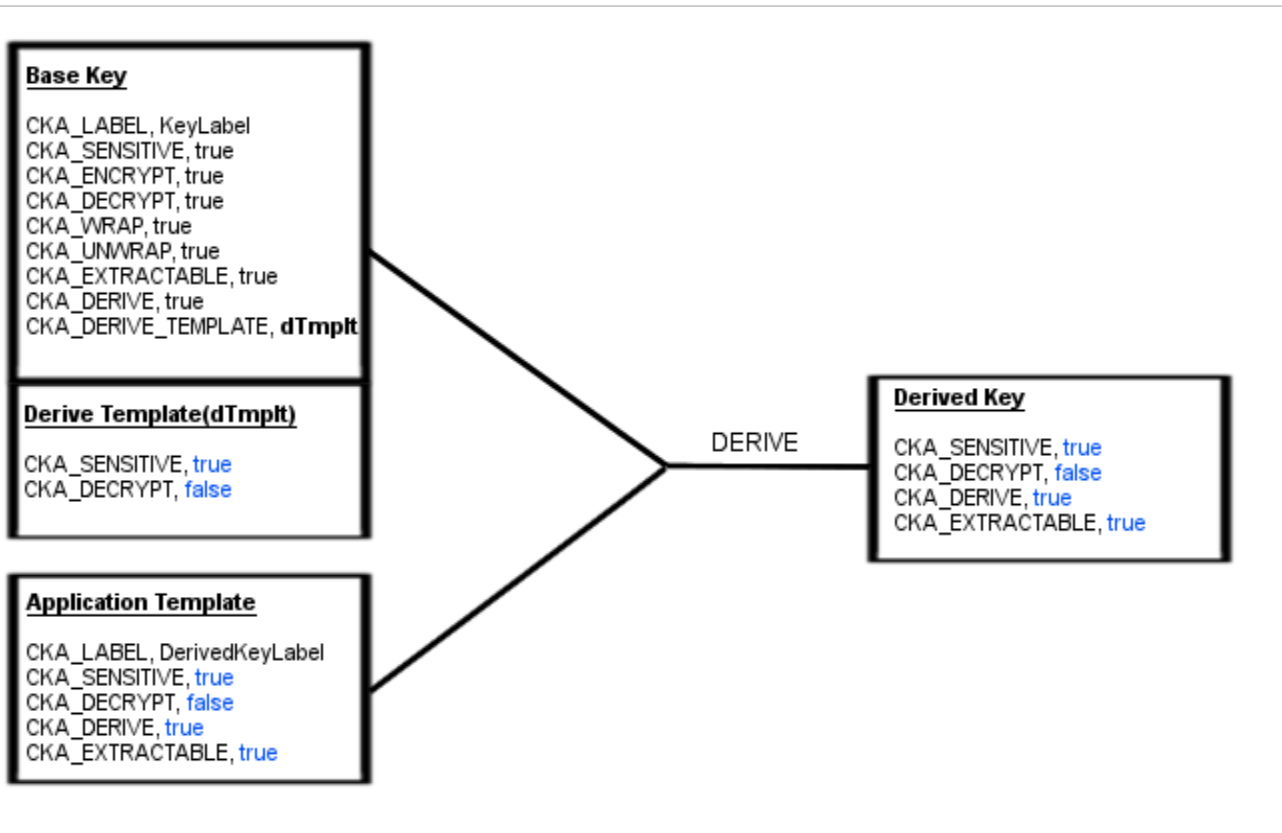 Base Key
CKA_LABEL, KeyLabel
CKA_SENSITIVE, true
CKA_ENCRYPT, true
CKA_DECRYPT, true
CKA_WRAP, true
CKA_UNWRAP, true
CKA_EXTRACTABLE, true
CKA_DERIVE, true
CKA_DERIVE_TEMPLATE, dTmplt
Derive Template(dTmplt)
CKA_SENSITIVE, true
CKA_DECRYPT, false
Application Template
CKA_LABEL, DerivedKeyLabel
CKA_SENSITIVE, true
CKA_DECRYPT, false
CKA_DERIVE, true
CKA_EXTRACTABLE, true
DERIVE
Derived Key
CKA_SENSITIVE, true
CKA_DECRYPT, false
CKA_DERIVE, true
CKA_EXTRACTABLE, true